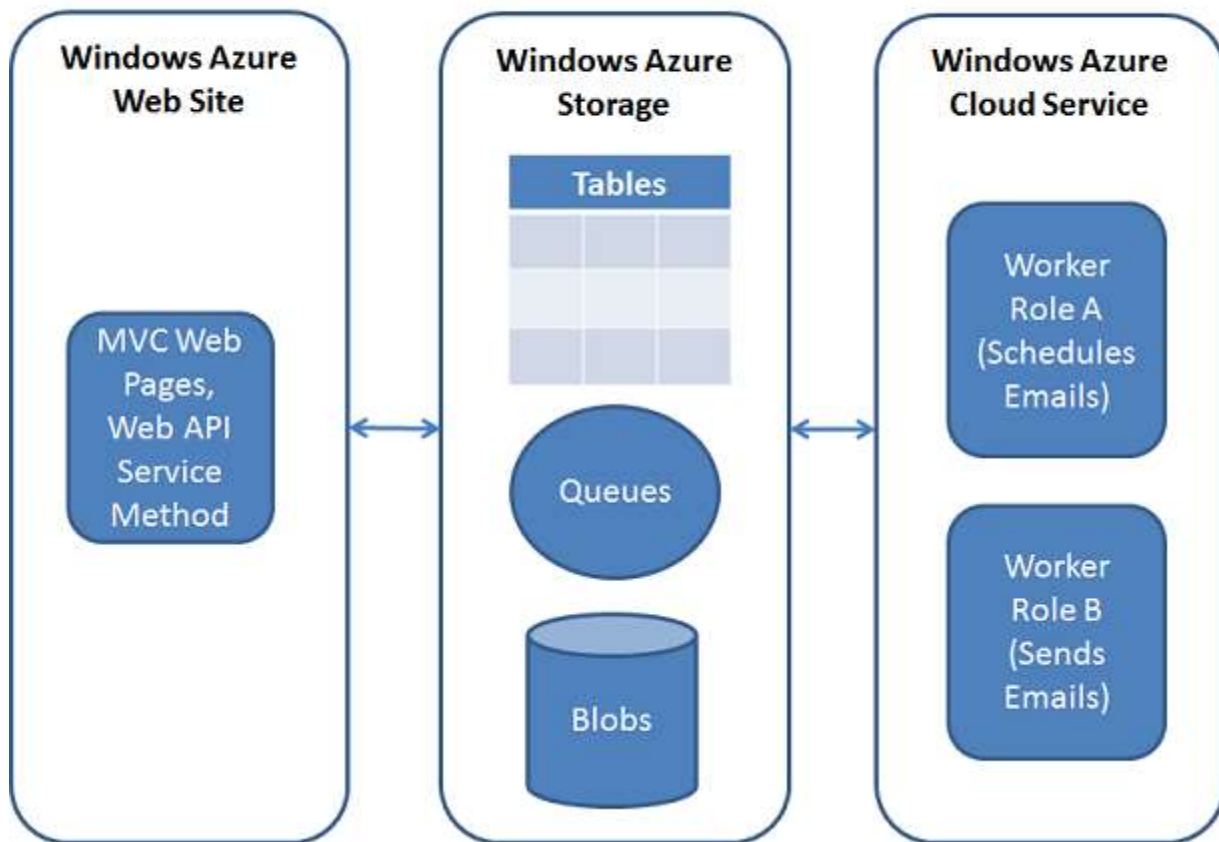 Windows Azure
Web Site
MVC Web
Pages,
Web API
Service
Method
Windows Azure
Storage
Tables
Queues
Blobs
Windows Azure
Cloud Service
Worker
Role A
(Schedules
Emails)
Worker
Role B
(Sends
Emails)